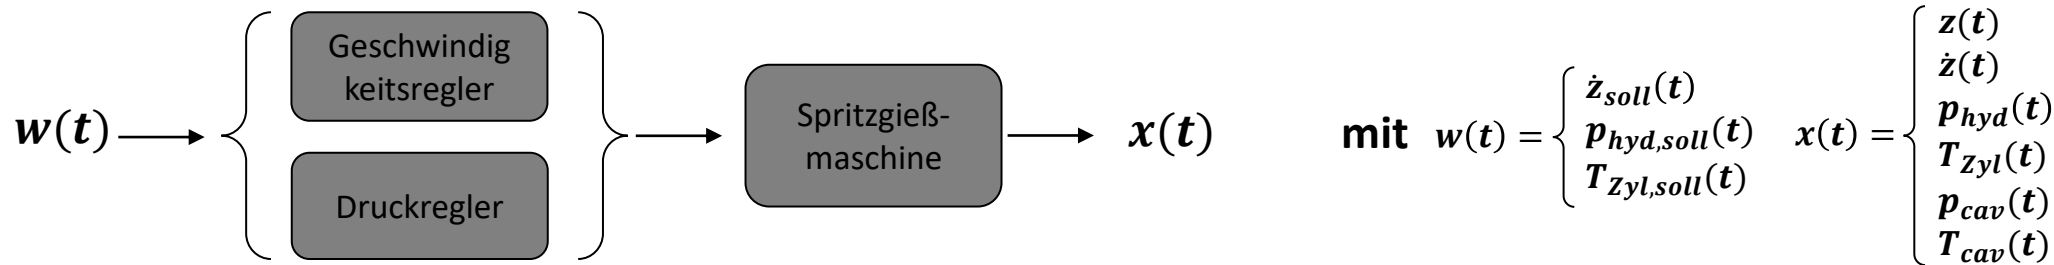 w(t)
Geschwindig
keitsregler
Druckregler
Spritzgieß-
maschine
x(t)
mit
w(t) = {
ż_soll(t)
p_hyd,soll(t)
T_Zyl,soll(t)
x(t) = {
z(t)
ż(t)
p_hyd(t)
T_Zyl(t)
p_cav(t)
T_cav(t)